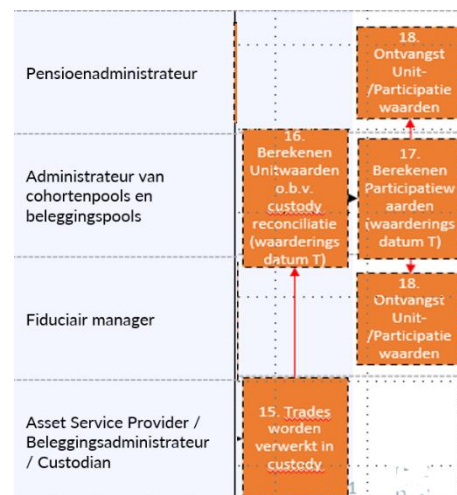 Pensioenadministrateur
18.
Ontvangst
Unit-
/Participatie
waarden
Administrateur van
cohortenpools en
beleggingspools
16.
Berekenen
Unitwaarden
o.b.v.
custody
reconciliatie
(waarderings
datum T)
17.
Berekenen
Participatiew
aarden
(waarderings
datum T)
Fiduciair manager
18.
Ontvangst
Unit-
/Participatie
waarden
Asset Service Provider /
Beleggingsadministrateur
/ Custodian
15. Trades
worden
verwerkt in
custody
1